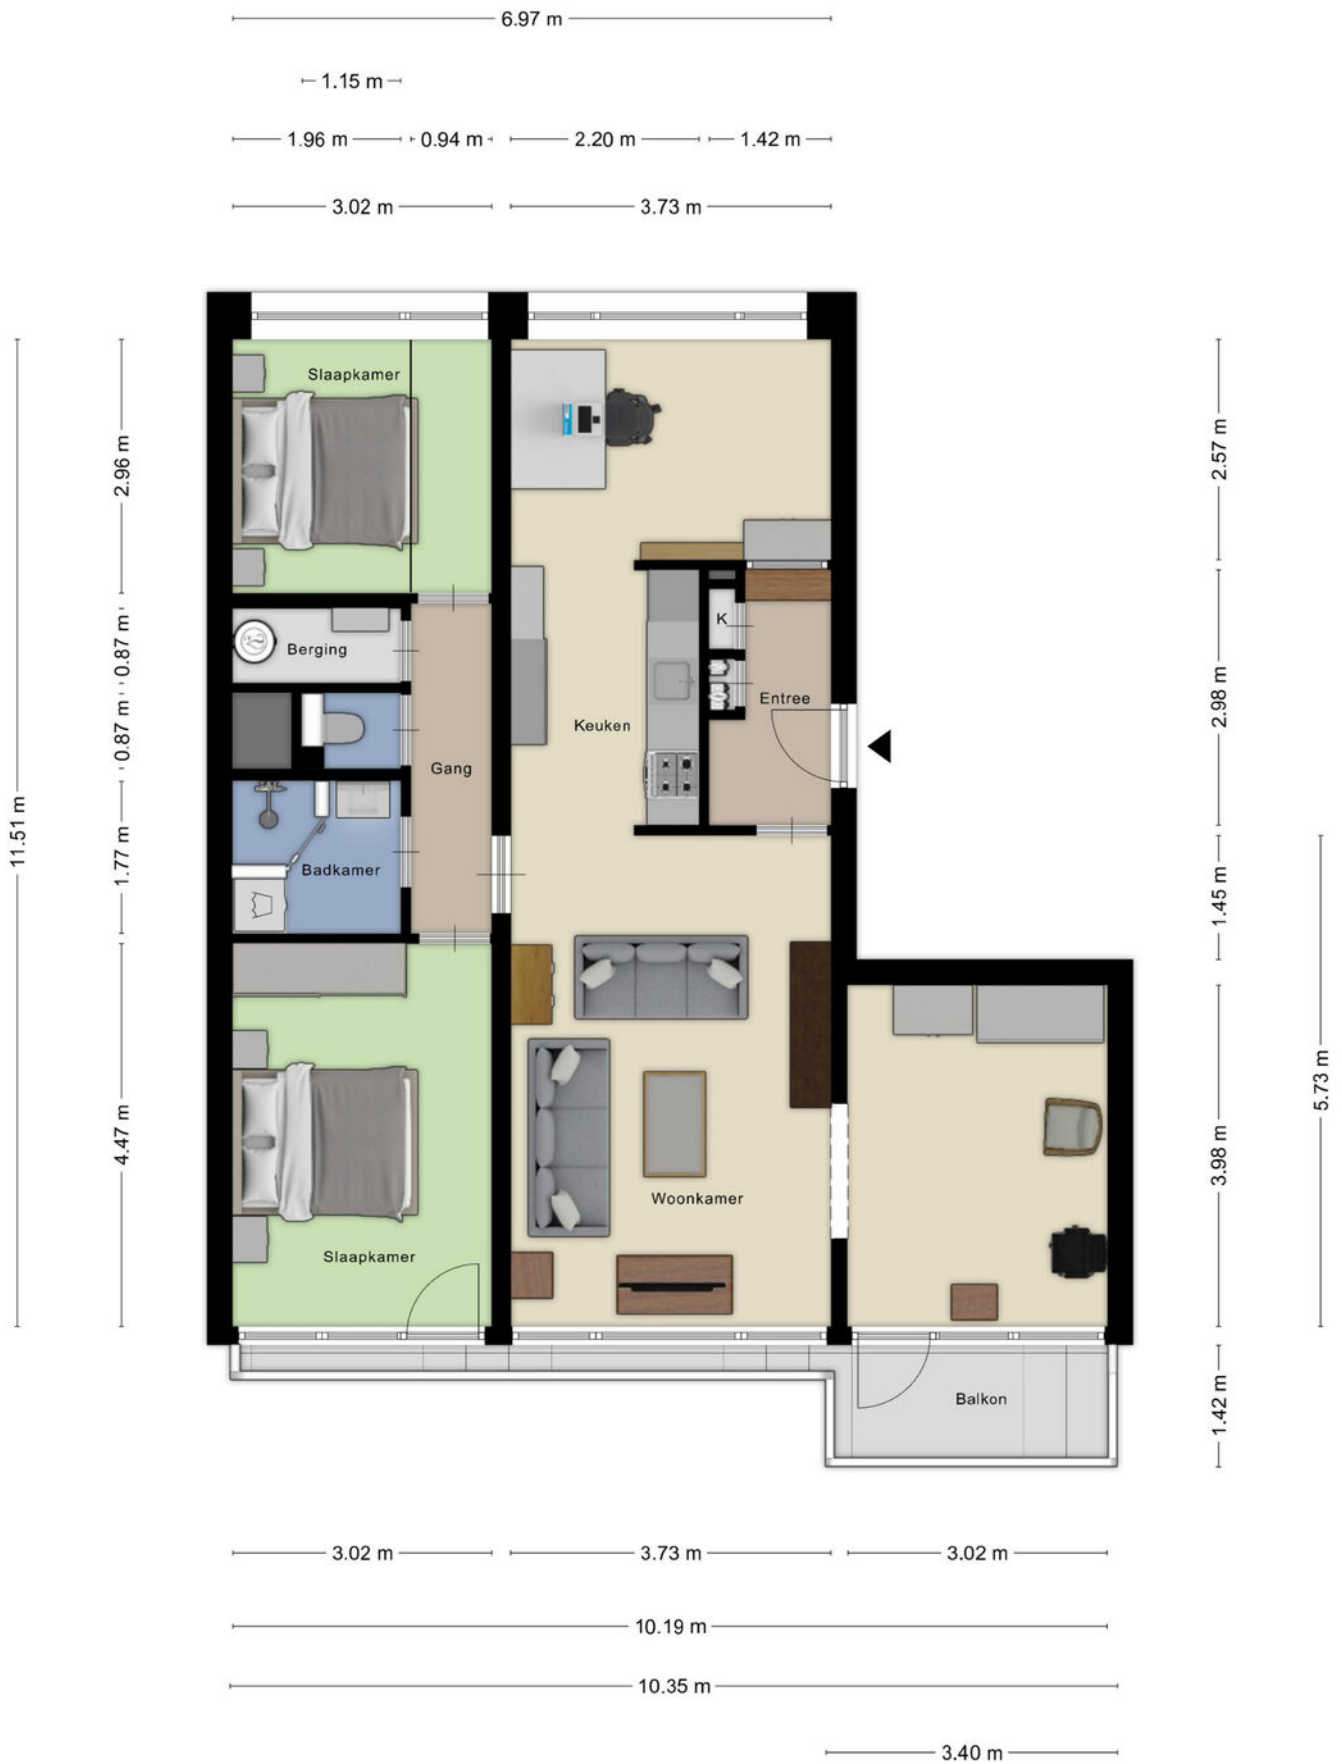 6.97 m
1.15 m
1.96 m
0.94 m
2.20 m
1.42 m
3.02 m
3.73 m
Slaapkamer
2.96 m
2.57 m
Berging
0.87 m
K
Entree
2.98 m
Keuken
0.87 m
Gang
11.51 m
1.77 m
Badkamer
1.45 m
5.73 m
4.47 m
3.98 m
Woonkamer
Slaapkamer
Balkon
1.42 m
3.02 m
3.73 m
3.02 m
10.19 m
10.35 m
3.40 m